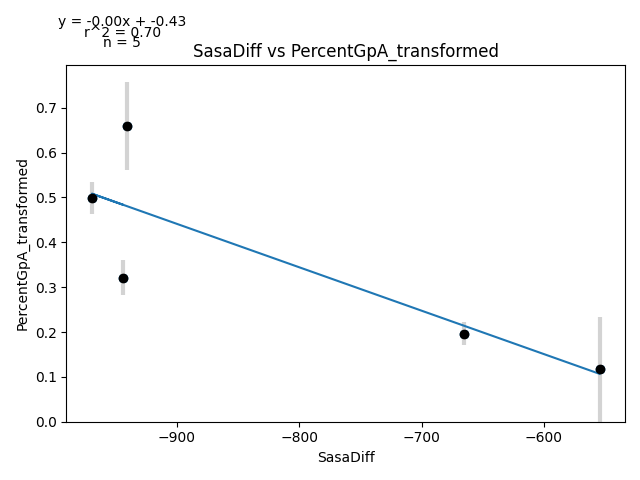 y = -0.00x + -0.43
r^2 = 0.70
n = 5
SasaDiff vs PercentGpA_transformed
PercentGpA_transformed
0.7
0.6
0.5
0.4
0.3
0.2
0.1
0.0
−900
−800
−700
−600
SasaDiff